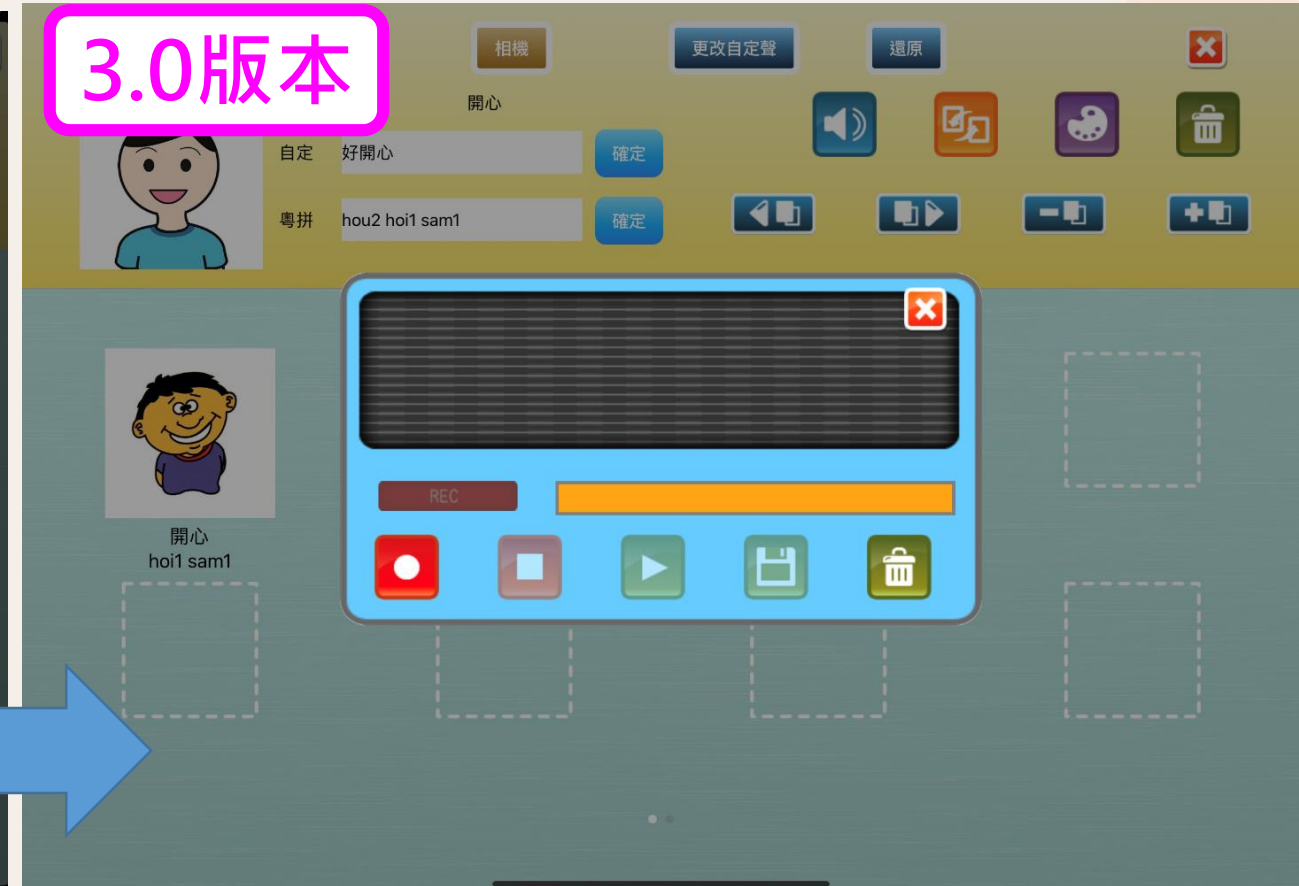 3.0版本
相機
更改自定聲
還原
開心
自定
好開心
確定
粵拼
hou2 hoi1 sam1
確定
REC
開心
hoi1 sam1